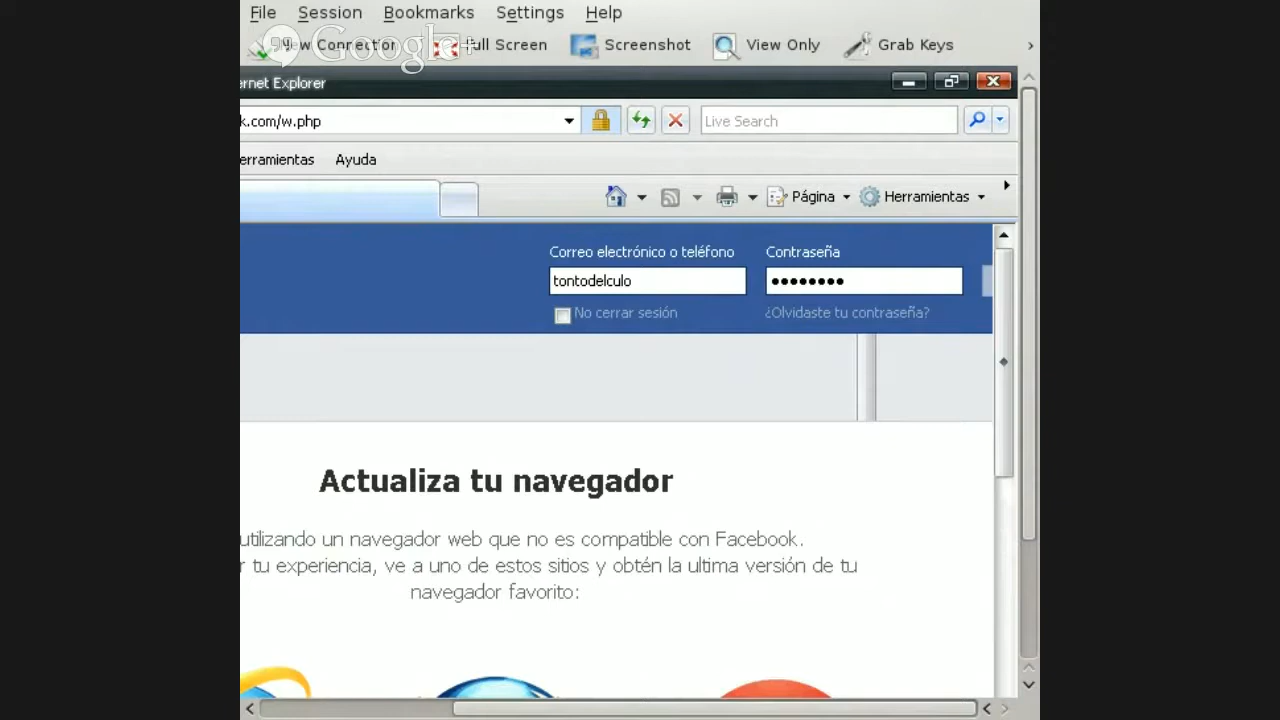 File Session Bookmarks Settings Help
Google+
Full Screen Screenshot View Only Grab Keys
ernet Explorer
k.com/w.php Live Search
erramientas Ayuda
Página Herramientas
Correo electrónico o teléfono Contraseña
tontodelculo ••••••••
No cerrar sesión ¿Olvidaste tu contraseña?
Actualiza tu navegador
utilizando un navegador web que no es compatible con Facebook.
r tu experiencia, ve a uno de estos sitios y obtén la ultima versión de tu
navegador favorito: